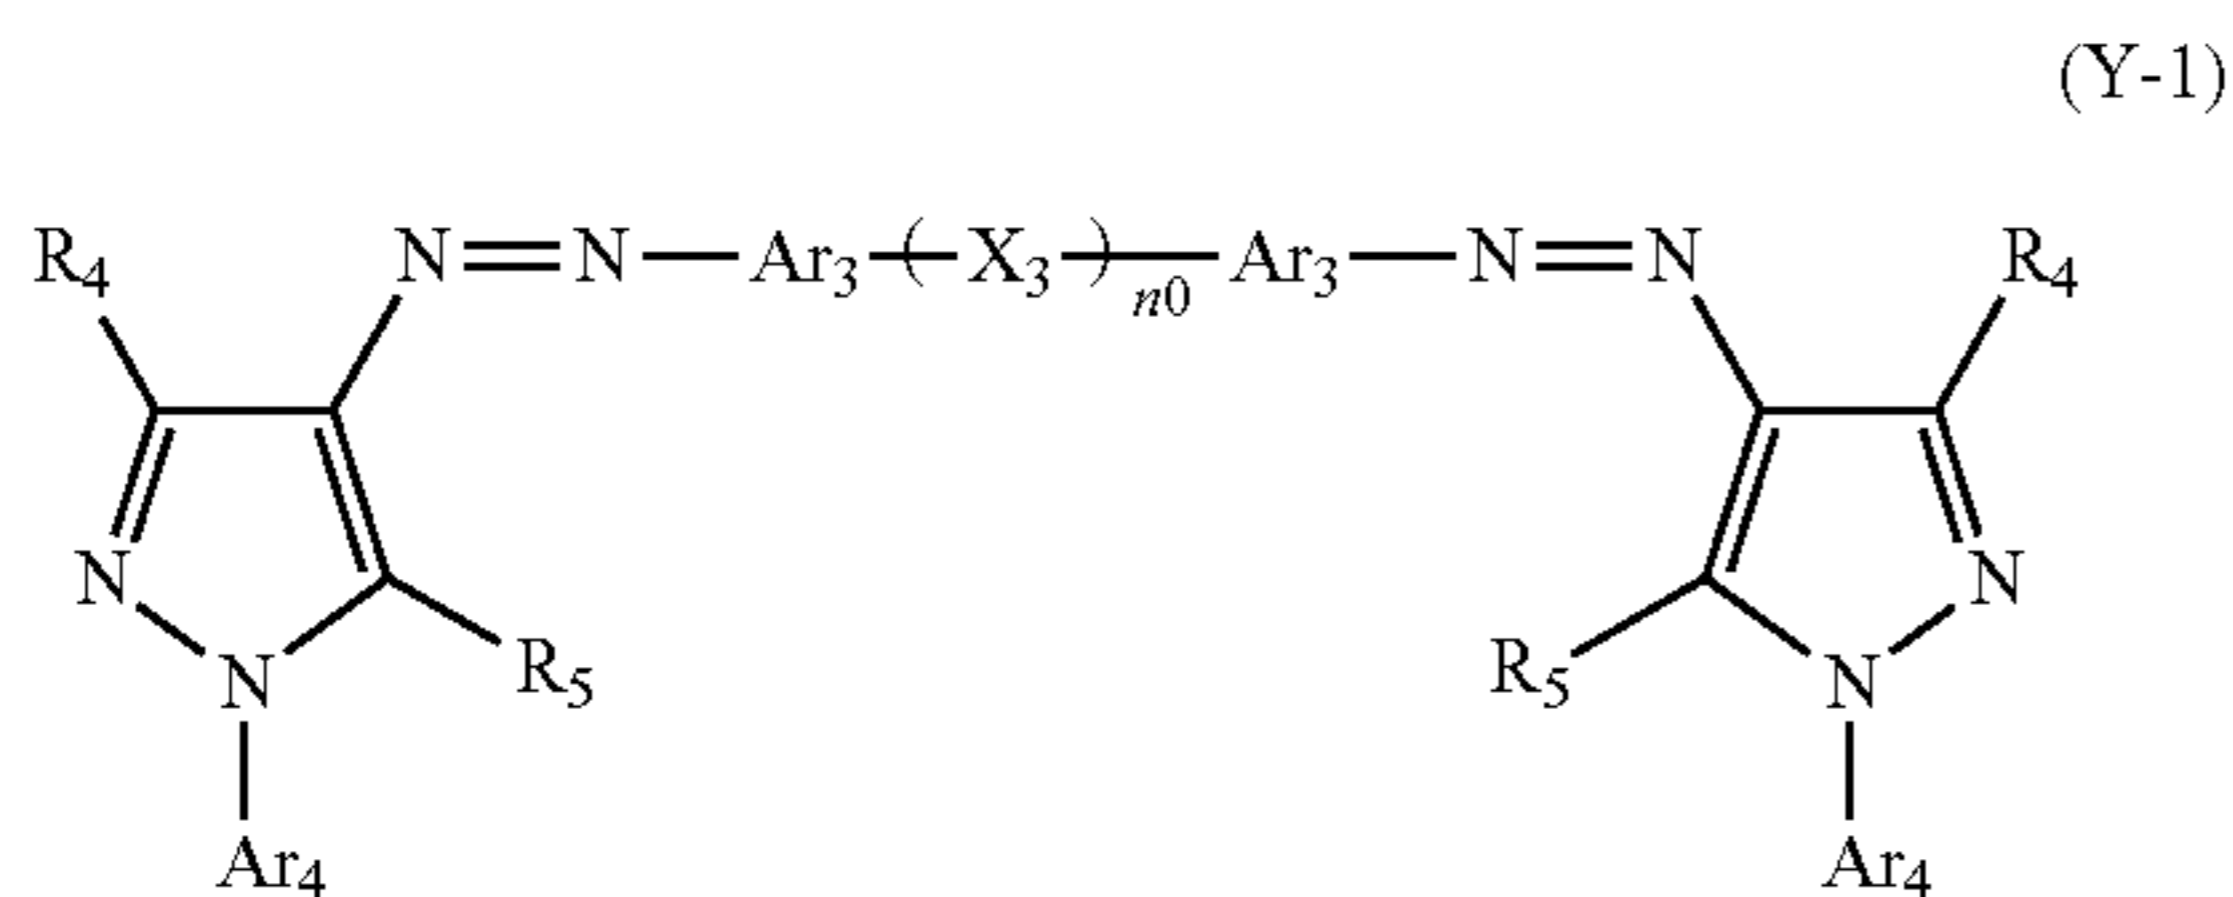 (Y-1)
R₄ N=N—Ar₃—(X₃)ₙ₀—Ar₃—N=N R₄
N N
N R₅ R₅ N
Ar₄ Ar₄